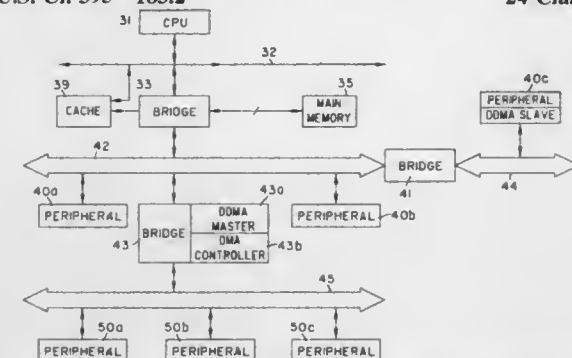 U.S. Cl. 395—185.2
24 Clai
31
CPU
32
39
33
35
CACHE
BRIDGE
MAIN
MEMORY
40c
PERIPHERAL
DDMA SLAVE
42
BRIDGE
41
44
40a
PERIPHERAL
43a
43
BRIDGE
DDMA
MASTER
DMA
CONTROLLER
43b
PERIPHERAL
40b
45
50a
PERIPHERAL
50b
PERIPHERAL
50c
PERIPHERAL